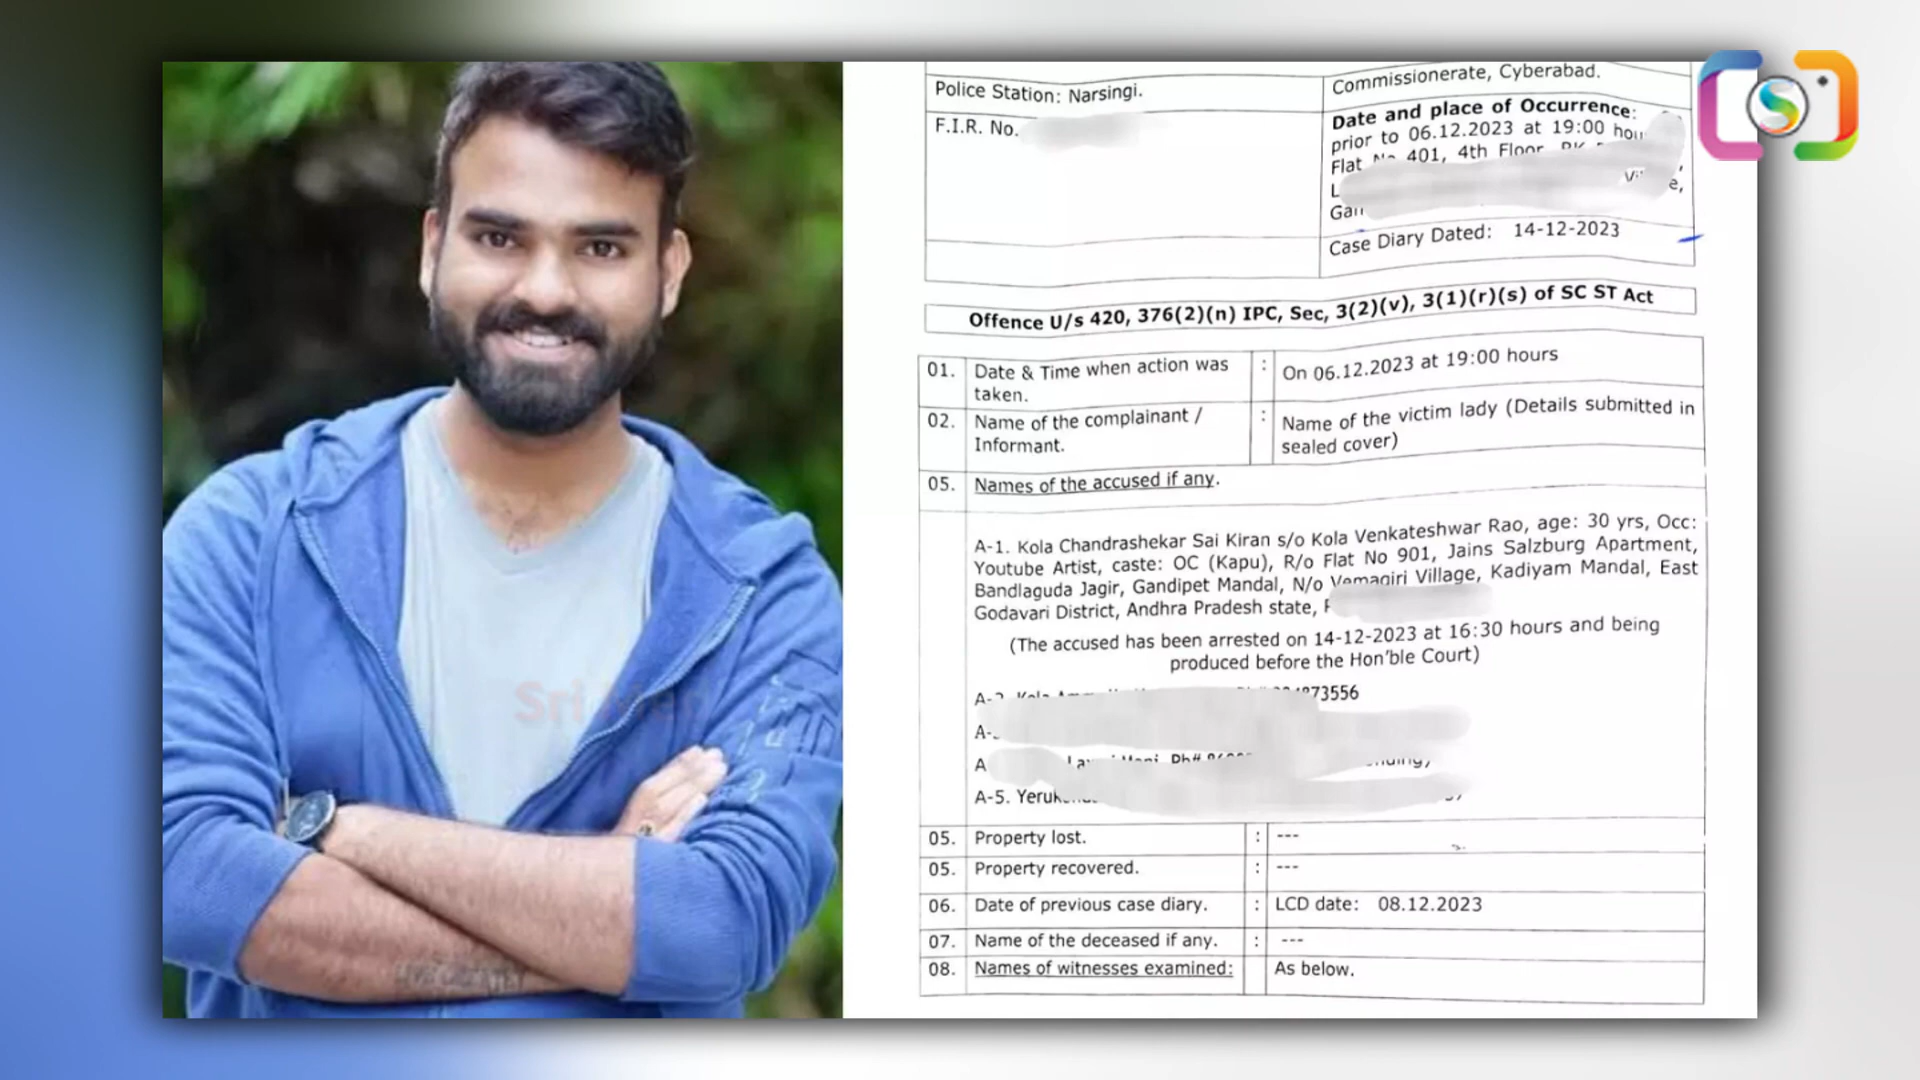 Police Station: Narsingi.
F.I.R. No.
Commissionerate, Cyberabad.
Date and place of Occurrence:
prior to 06.12.2023 at 19:00
Flat 401, 4th Floor
Case Diary Dated: 14-12-2023
Offence U/s 420, 376(2)(n) IPC, Sec, 3(2)(v), 3(1)(r)(s) of SC ST Act
01. Date & Time when action was taken. : On 06.12.2023 at 19:00 hours
02. Name of the complainant / Informant. : Name of the victim lady (Details submitted in sealed cover)
05. Names of the accused if any.
A-1. Kola Chandrashekar Sai Kiran s/o Kola Venkateshwar Rao, age: 30 yrs, Occ:
Youtube Artist, caste: OC (Kapu), R/o Flat No 901, Jains Salzburg Apartment,
Bandlaguda Jagir, Gandipet Mandal, N/o Vemagiri Village, Kadiyam Mandal, East
Godavari District, Andhra Pradesh state,
(The accused has been arrested on 14-12-2023 at 16:30 hours and being
produced before the Hon'ble Court)
A-5.
05. Property lost. : ---
05. Property recovered. : ---
06. Date of previous case diary. : LCD date: 08.12.2023
07. Name of the deceased if any. : ---
08. Names of witnesses examined: As below.
Sri Med